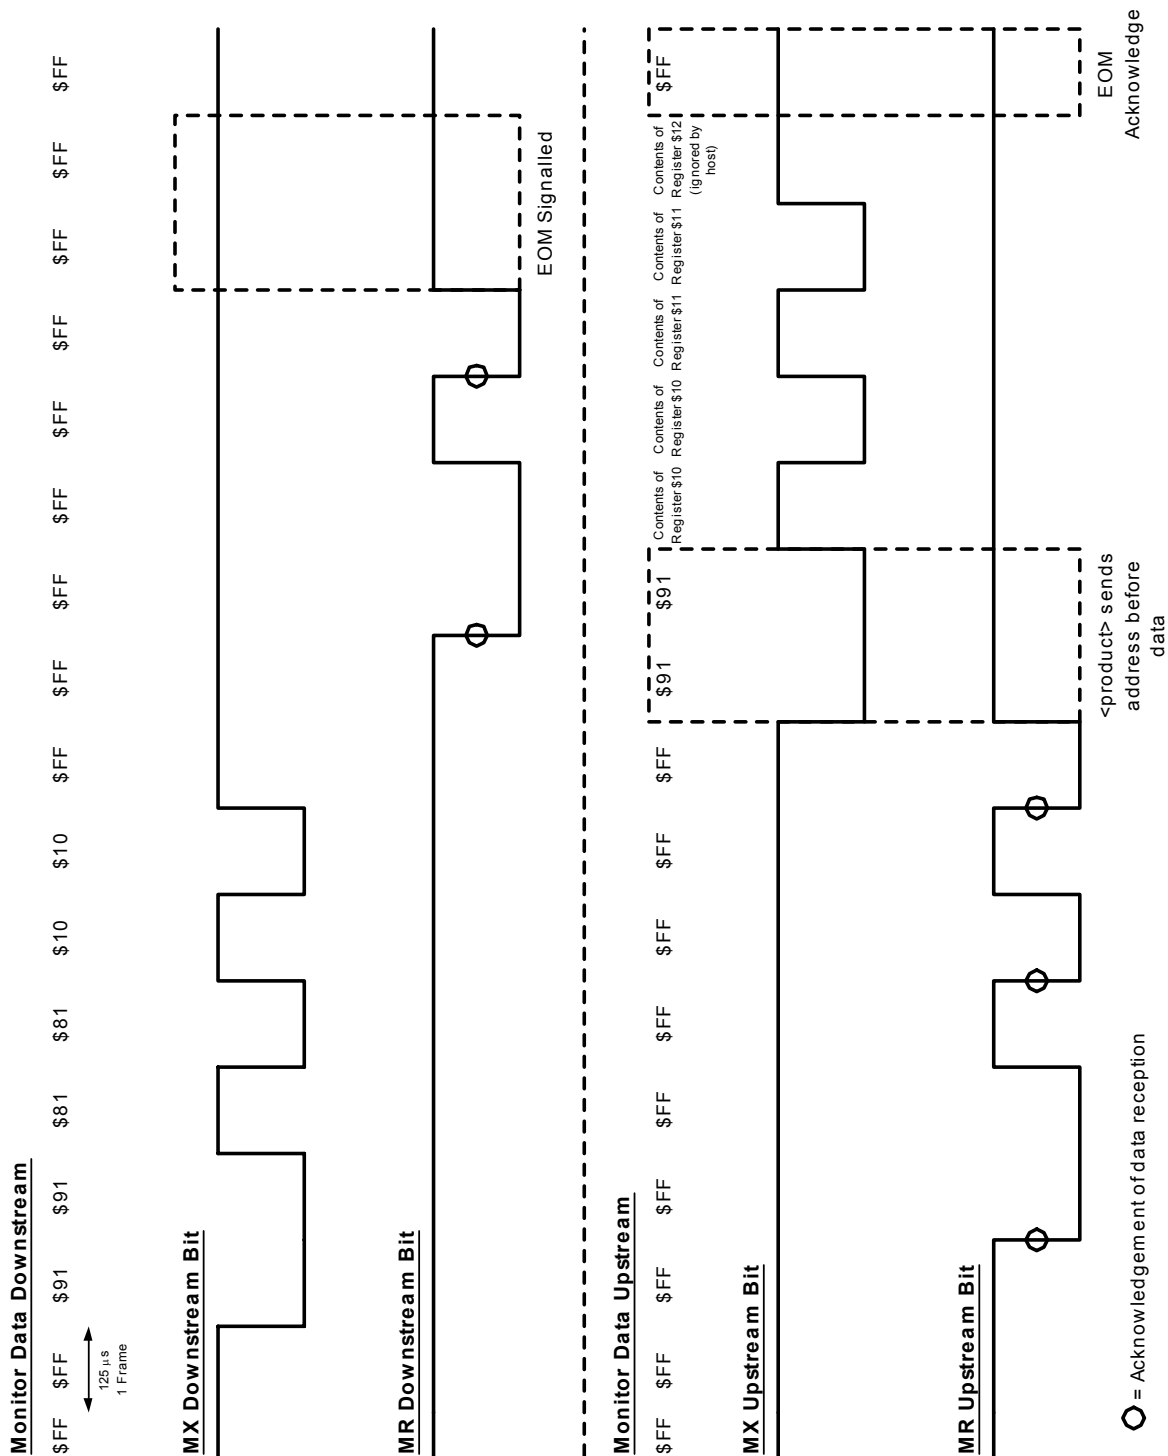 Monitor Data Downstream
$FF $FF $91 $91 $81 $81 $10 $10 $FF $FF $FF $FF $FF $FF $FF $FF $FF
125 μs
1 Frame
MX Downstream Bit
MR Downstream Bit
EOM Signalled
Monitor Data Upstream
$FF $FF $FF $FF $FF $FF $FF $FF $FF $91 $91
Contents of
Register $10
Contents of
Register $10
Contents of
Register $11
Contents of
Register $11
Contents of
Register $12
(ignored by
host)
$FF
MX Upstream Bit
MR Upstream Bit
<product> sends
address before
data
EOM
Acknowledge
= Acknowledgement of data reception